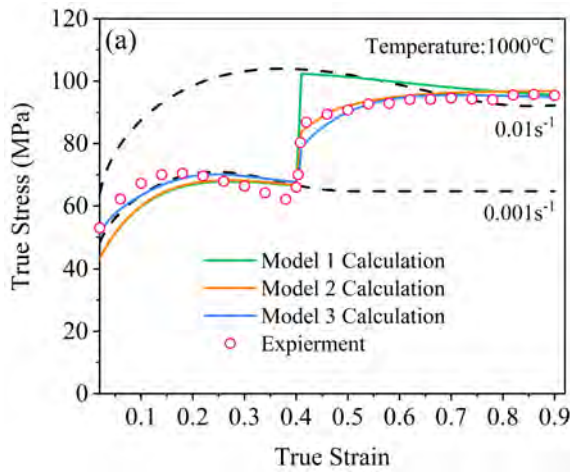 (a)
Temperature:1000°C
0.01s⁻¹
0.001s⁻¹
Model 1 Calculation
Model 2 Calculation
Model 3 Calculation
Expierment
True Stress (MPa)
120
100
80
60
40
20
0
0.1 0.2 0.3 0.4 0.5 0.6 0.7 0.8 0.9
True Strain